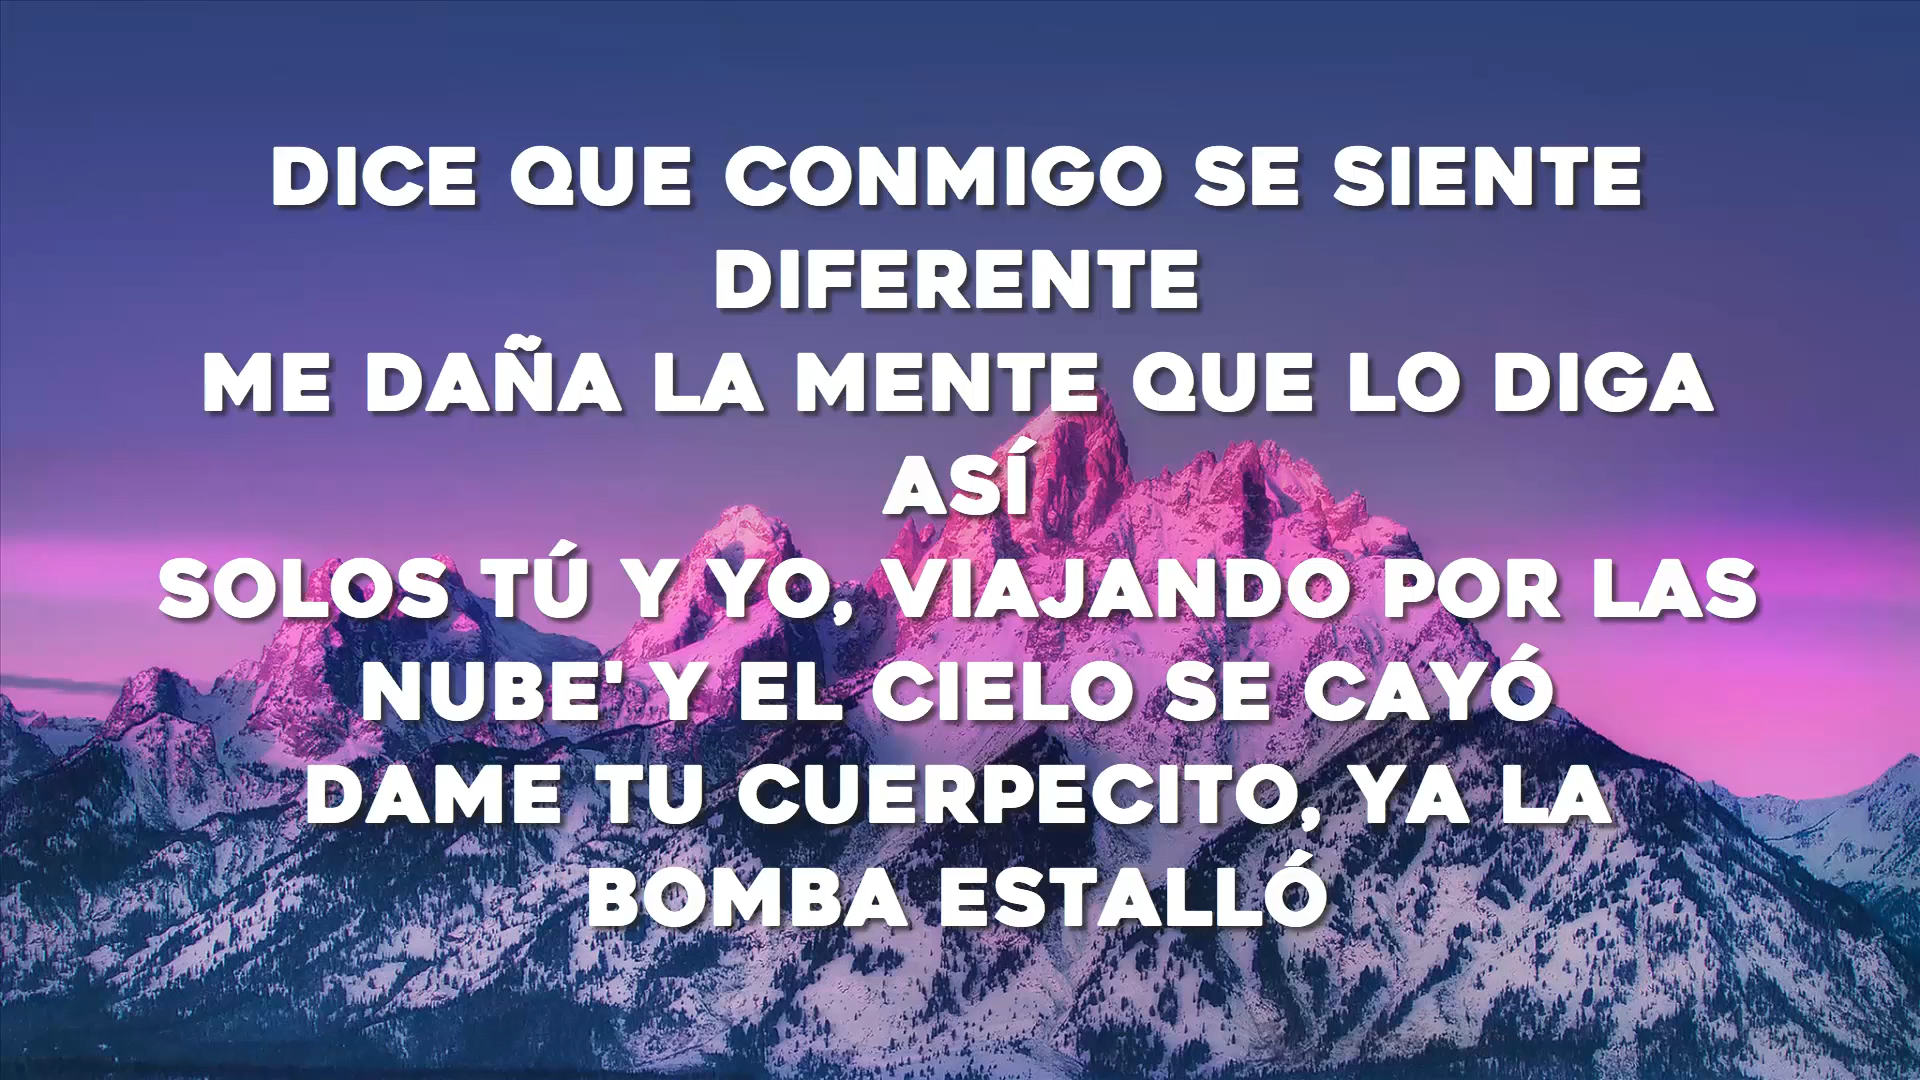 DICE QUE CONMIGO SE SIENTE
DIFERENTE
ME DAÑA LA MENTE QUE LO DIGA
ASÍ
SOLOS TÚ Y YO, VIAJANDO POR LAS
NUBE' Y EL CIELO SE CAYÓ
DAME TU CUERPECITO, YA LA
BOMBA ESTALLÓ